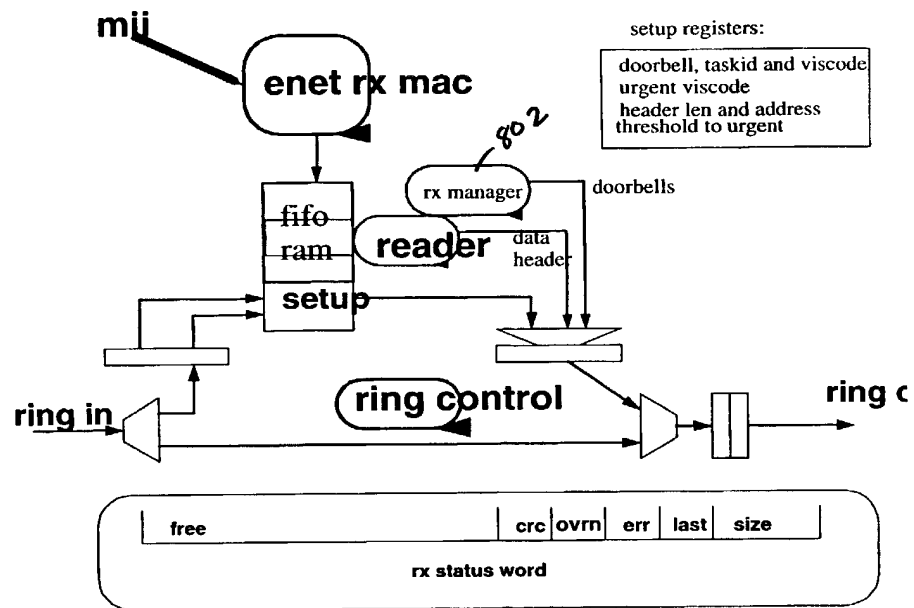 mii
setup registers:
doorbell, taskid and viscode
urgent viscode
header len and address
threshold to urgent
enet rx mac
802
rx manager
doorbells
fifo
ram
reader
data
header
setup
ring in
ring control
ring o
free
crc
ovrn
err
last
size
rx status word